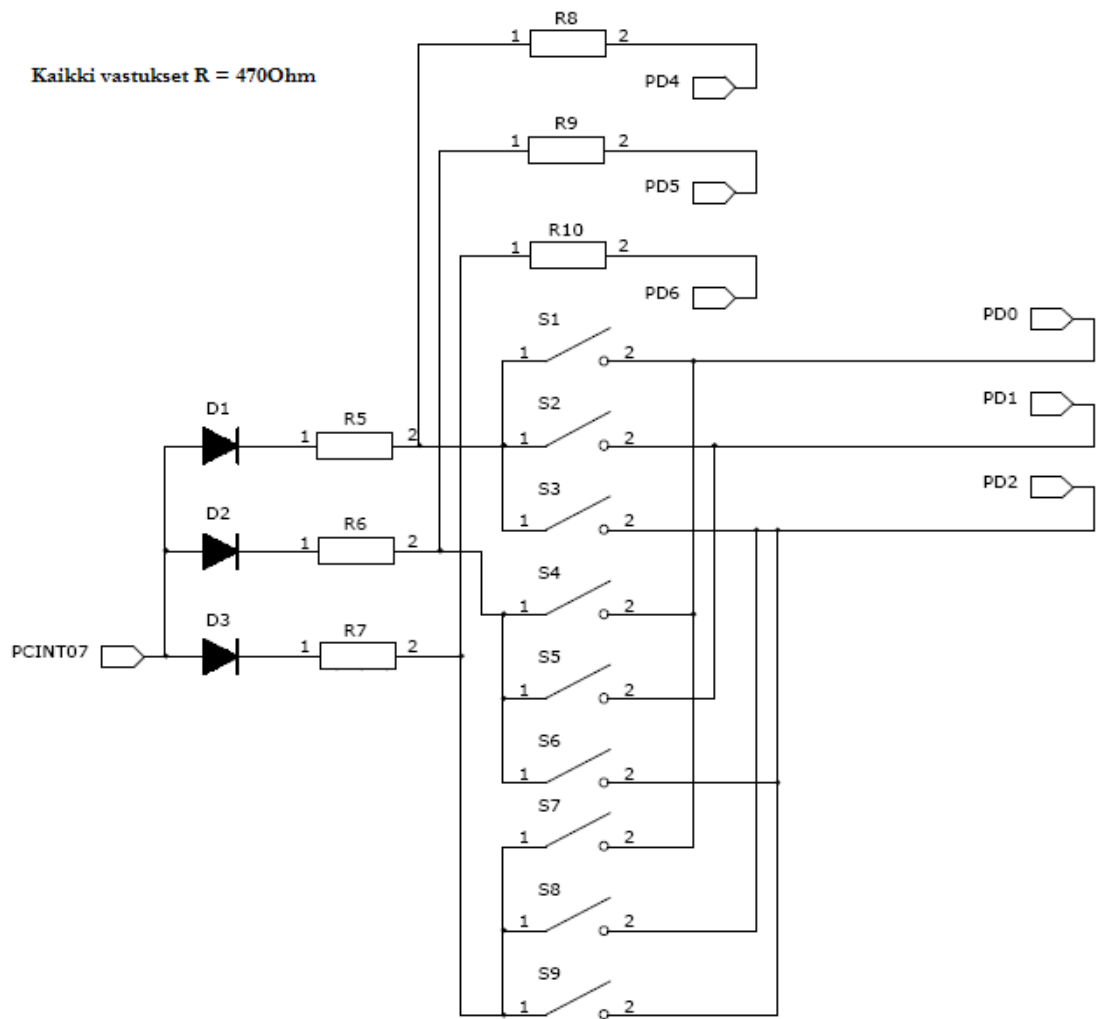 R8
1 2
Kaikki vastukset R = 470Ohm
PD4
R9
1 2
PD5
R10
1 2
PD6
S1
PD0
1 2
D1
S2
PD1
R5
1 2
1 2
S3
PD2
1 2
D2
R6
1 2
S4
1 2
D3
R7
PCINT07
1 2
S5
1 2
S6
1 2
S7
1 2
S8
1 2
S9
1 2